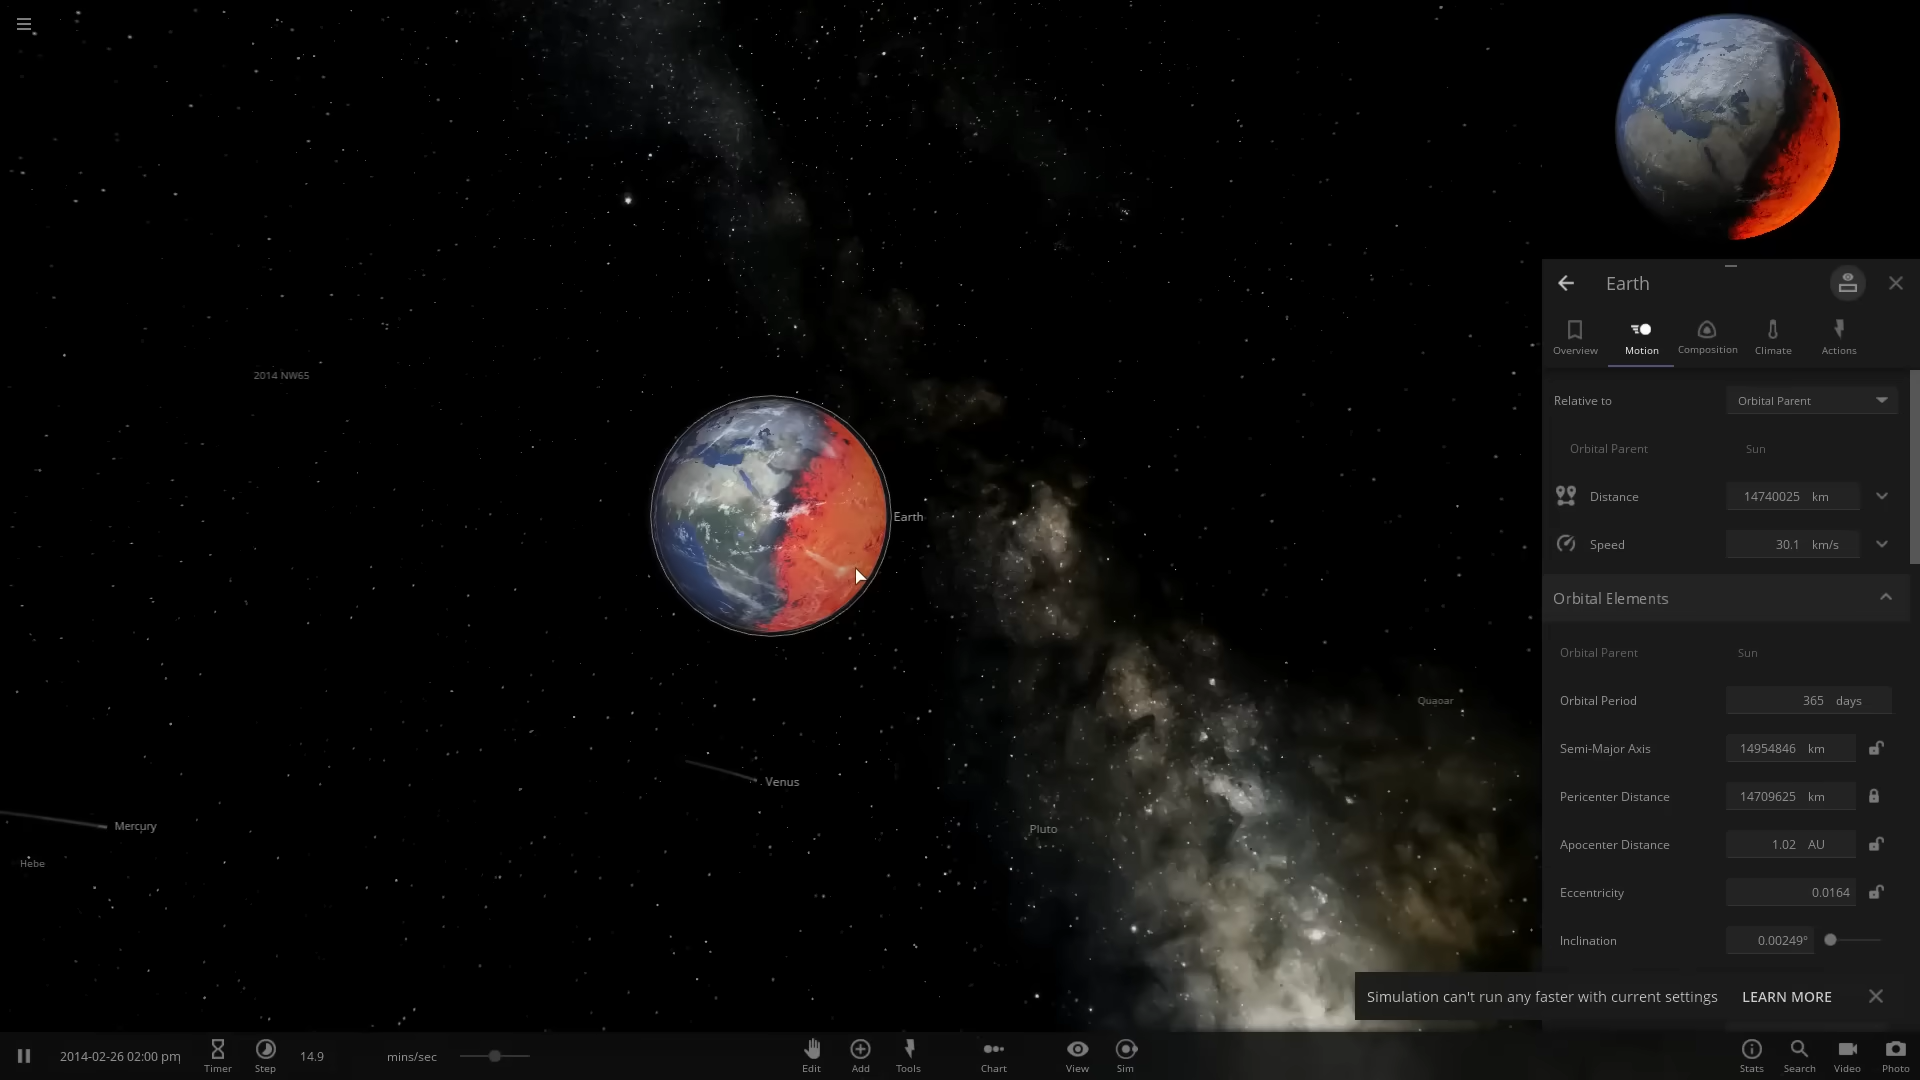 Earth
Overview
Motion
Composition
Climate
Actions
Relative to
Orbital Parent
Orbital Parent
Sun
Distance
14740025 km
Speed
30.1 km/s
Orbital Elements
Orbital Parent
Sun
Orbital Period
365 days
Semi-Major Axis
14954846 km
Pericenter Distance
14709625 km
Apocenter Distance
1.02 AU
Eccentricity
0.0164
Inclination
0.00249°
2014 NW65
Earth
Quaoar
Venus
Mercury
Pluto
Hebe
Simulation can't run any faster with current settings
LEARN MORE
2014-02-26 02:00 pm
Timer
Step
14.9
mins/sec
Edit
Add
Tools
Chart
View
Sim
Stats
Search
Video
Photo